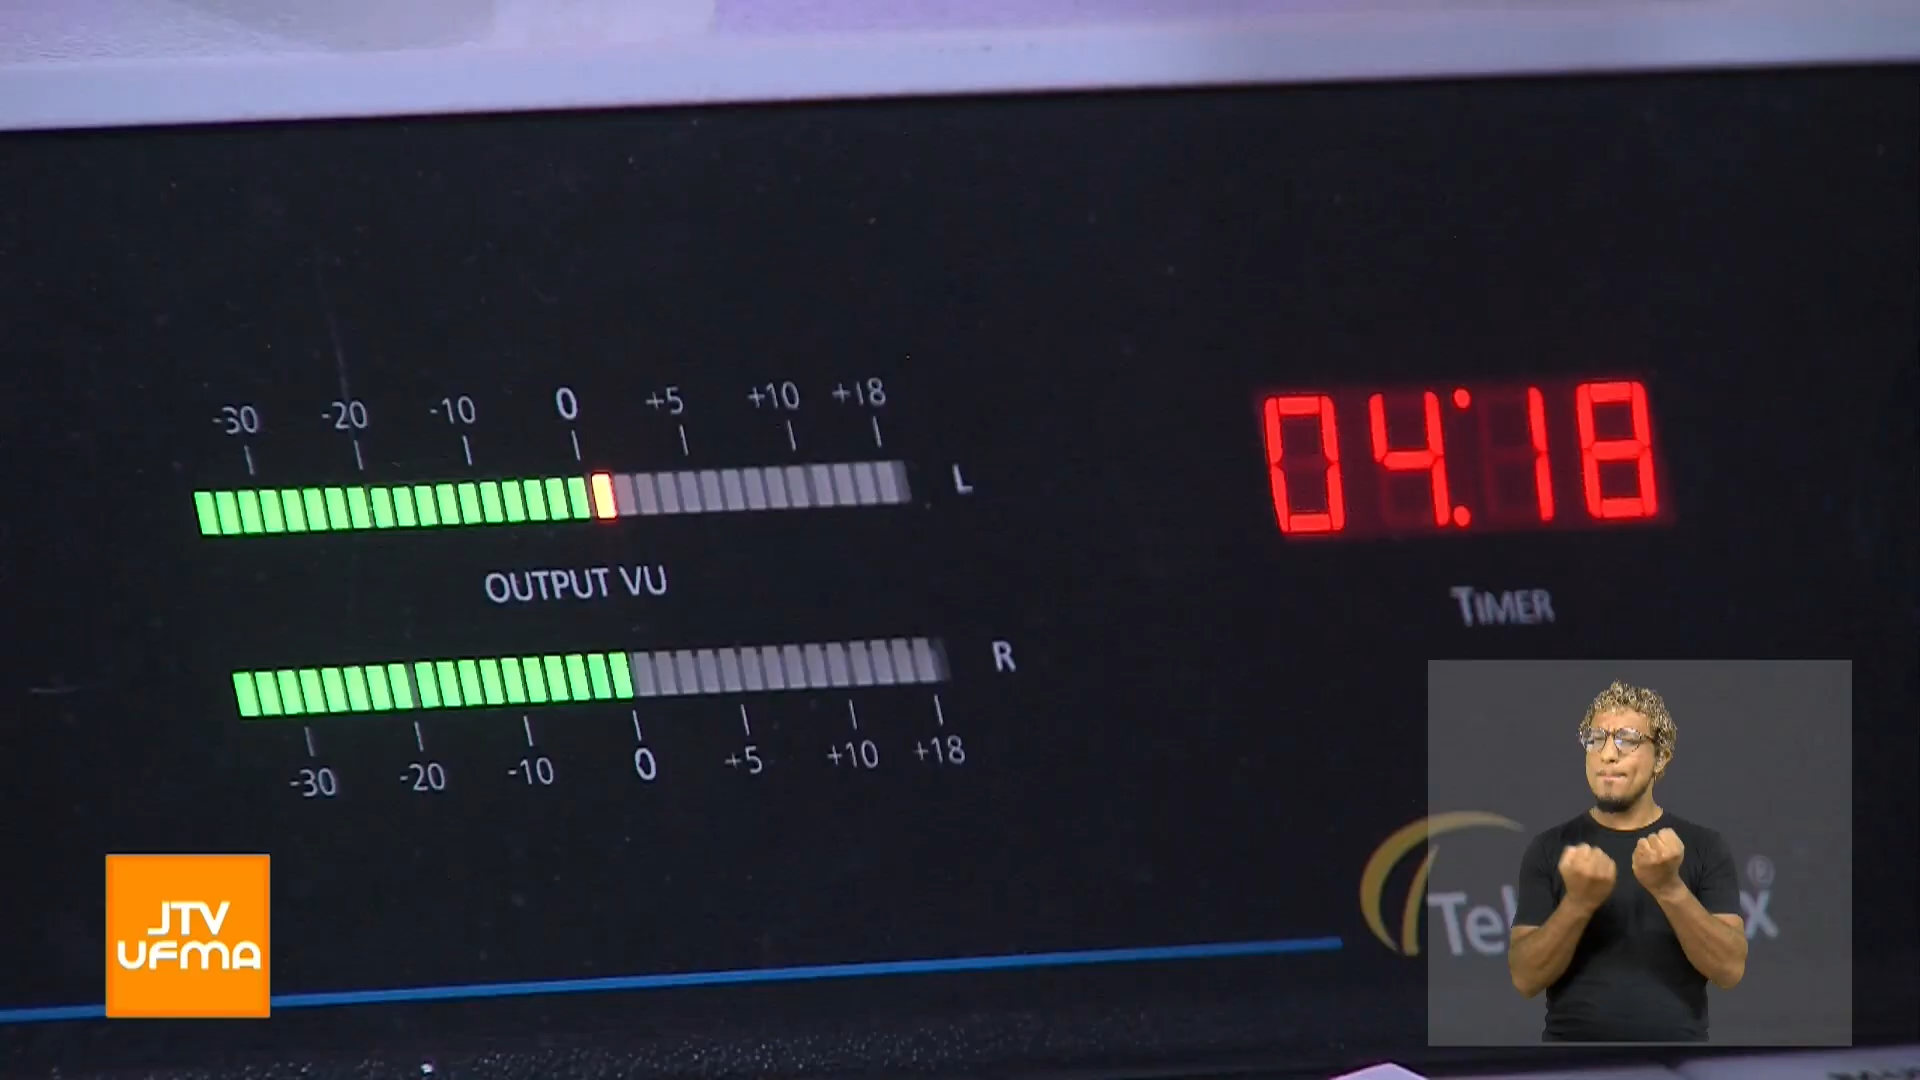 -30 -20 -10 0 +5 +10 +18
L
04:18
OUTPUT VU
TIMER
R
-30 -20 -10 0 +5 +10 +18
JTV
UFMA